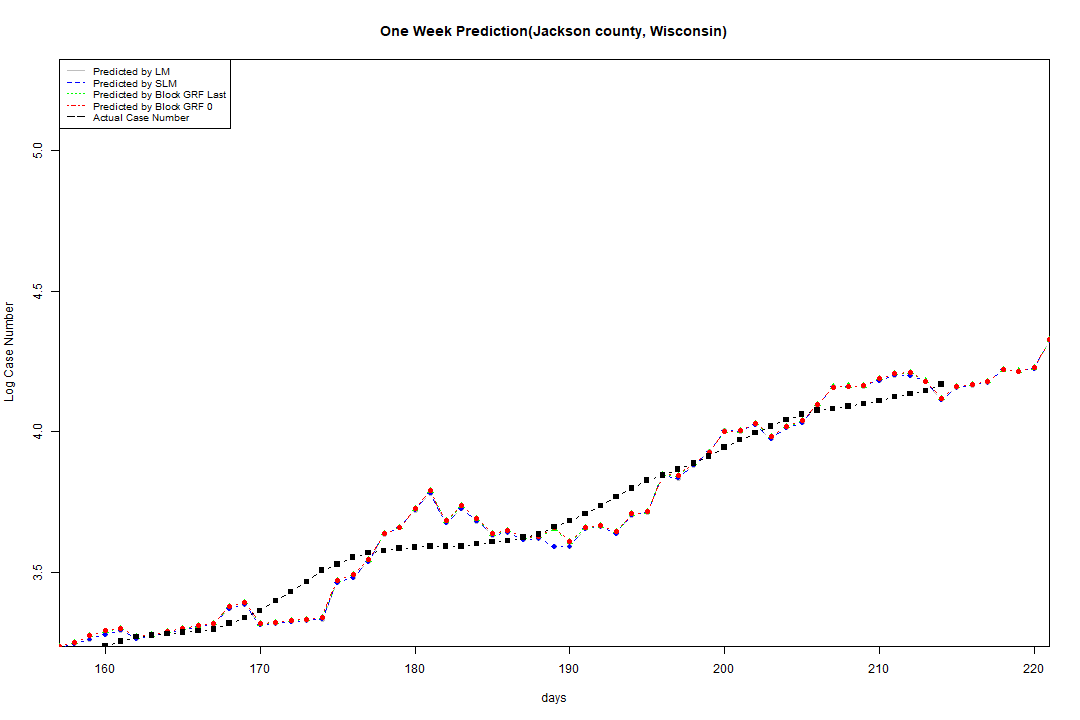 One Week Prediction(Jackson county, Wisconsin)
Predicted by LM
Predicted by SLM
Predicted by Block GRF Last
Predicted by Block GRF 0
Actual Case Number
5.0
4.5
4.0
3.5
Log Case Number
160 170 180 190 200 210 220
days